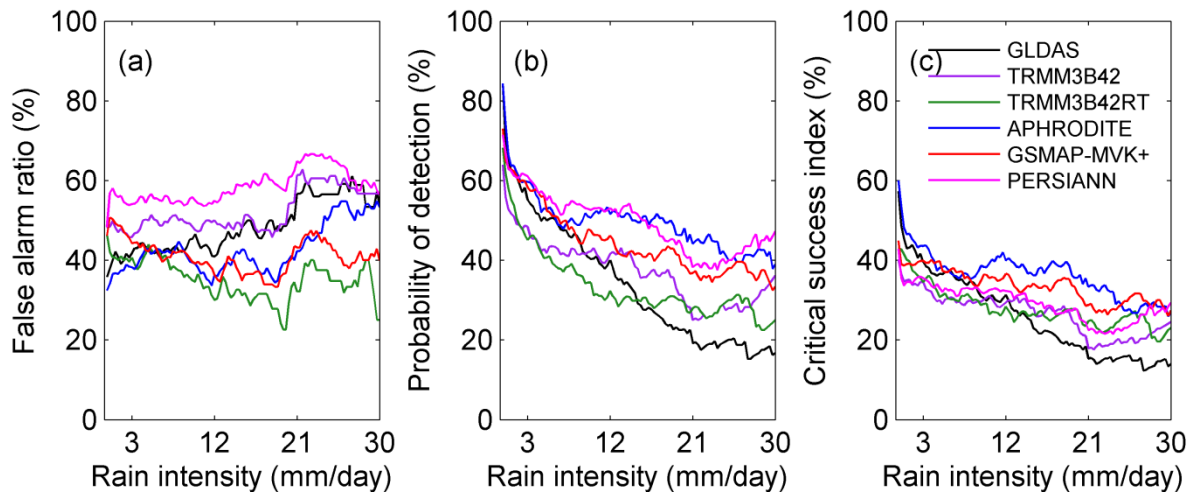 False alarm ratio (%)
100
80
60
40
20
0
(a)
3 12 21 30
Rain intensity (mm/day)
Probability of detection (%)
100
80
60
40
20
0
(b)
3 12 21 30
Rain intensity (mm/day)
Critical success index (%)
100
80
60
40
20
0
(c)
GLDAS
TRMM3B42
TRMM3B42RT
APHRODITE
GSMAP-MVK+
PERSIANN
3 12 21 30
Rain intensity (mm/day)